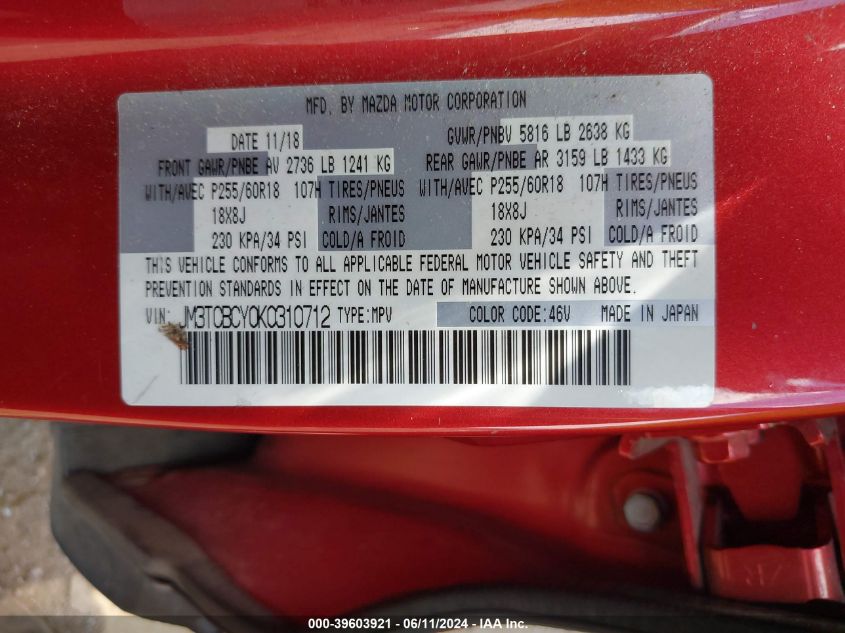 MFD. BY MAZDA MOTOR CORPORATION
DATE 11/18 GVWR/PNBV 5816 LB 2638 KG
FRONT GAWR/PNBE AV 2736 LB 1241 KG REAR GAWR/PNBE AR 3159 LB 1433 KG
WITH/AVEC P255/60R18 107H TIRES/PNEUS WITH/AVEC P255/60R18 107H TIRES/PNEUS
18X8J RIMS/JANTES 18X8J RIMS/JANTES
230 KPA/34 PSI COLD/A FROID 230 KPA/34 PSI COLD/A FROID
THIS VEHICLE CONFORMS TO ALL APPLICABLE FEDERAL MOTOR VEHICLE SAFETY AND THEFT
PREVENTION STANDARDS IN EFFECT ON THE DATE OF MANUFACTURE SHOWN ABOVE.
VIN: JM3TCBCY0K0310712 TYPE:MPV COLOR CODE:46V MADE IN JAPAN
000-39603921 - 06/11/2024 - IAA Inc.